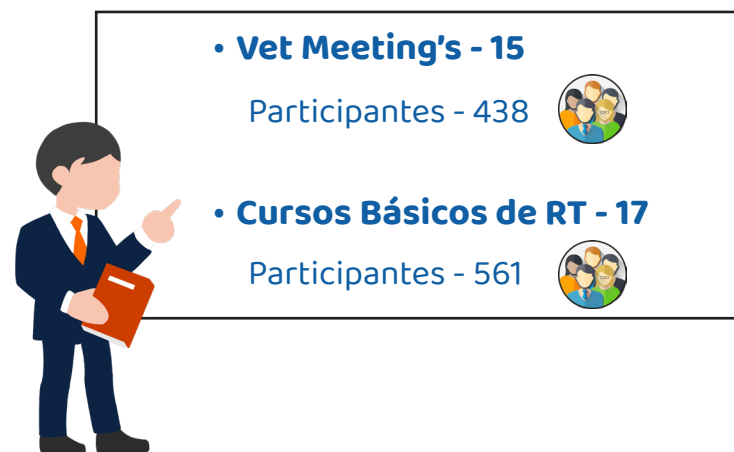 • Vet Meeting’s - 15
Participantes - 438
• Cursos Básicos de RT - 17
Participantes - 561